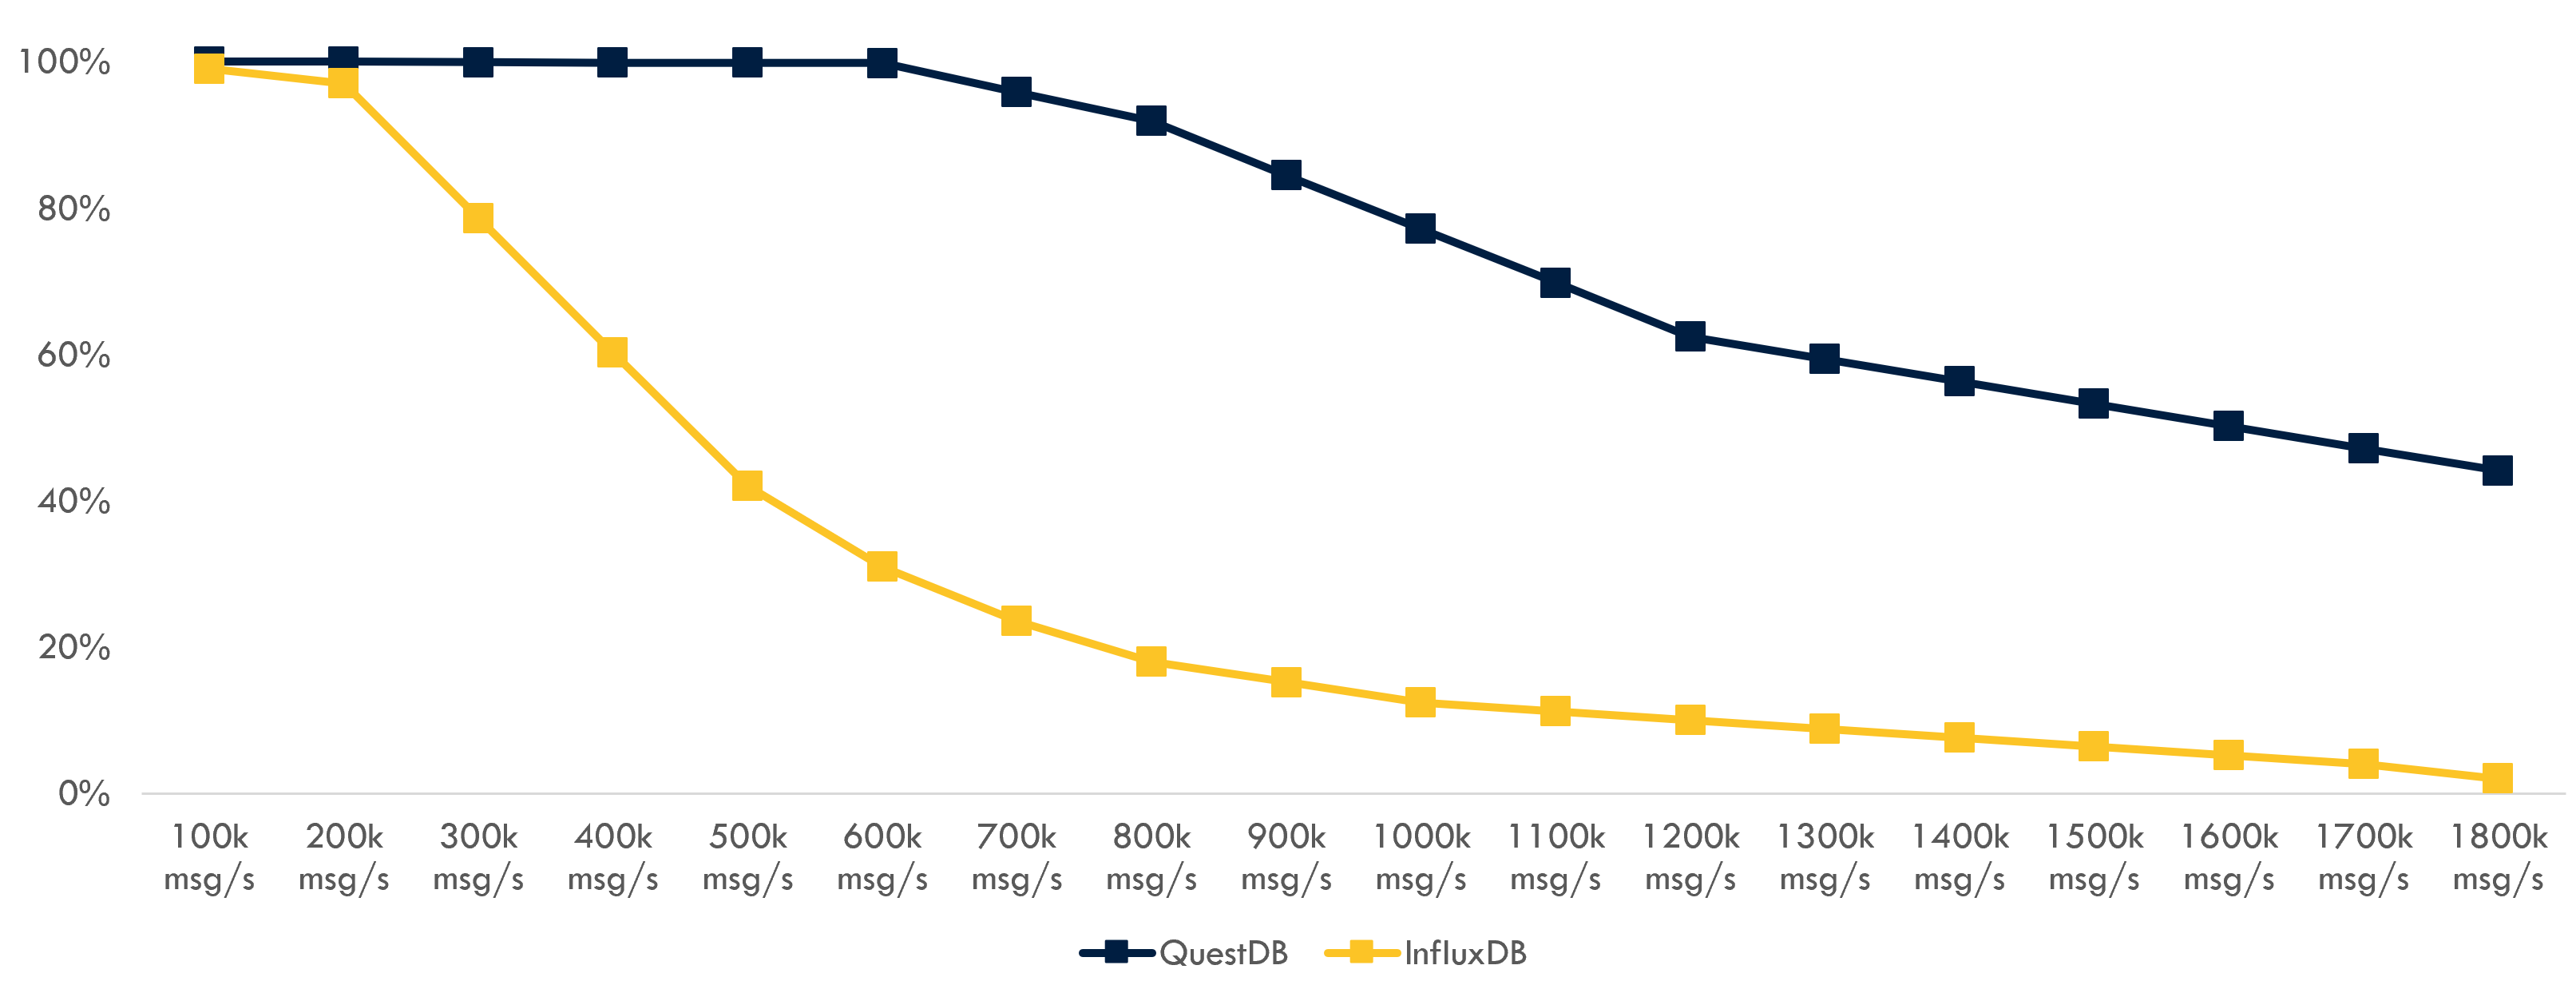 100%
80%
60%
40%
20%
0%
100k msg/s
200k msg/s
300k msg/s
400k msg/s
500k msg/s
600k msg/s
700k msg/s
800k msg/s
900k msg/s
1000k msg/s
1100k msg/s
1200k msg/s
1300k msg/s
1400k msg/s
1500k msg/s
1600k msg/s
1700k msg/s
1800k msg/s
QuestDB
InfluxDB